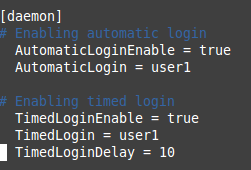 [daemon]
# Enabling automatic login
AutomaticLoginEnable = true
AutomaticLogin = user1
# Enabling timed login
TimedLoginEnable = true
TimedLogin = user1
TimedLoginDelay = 10